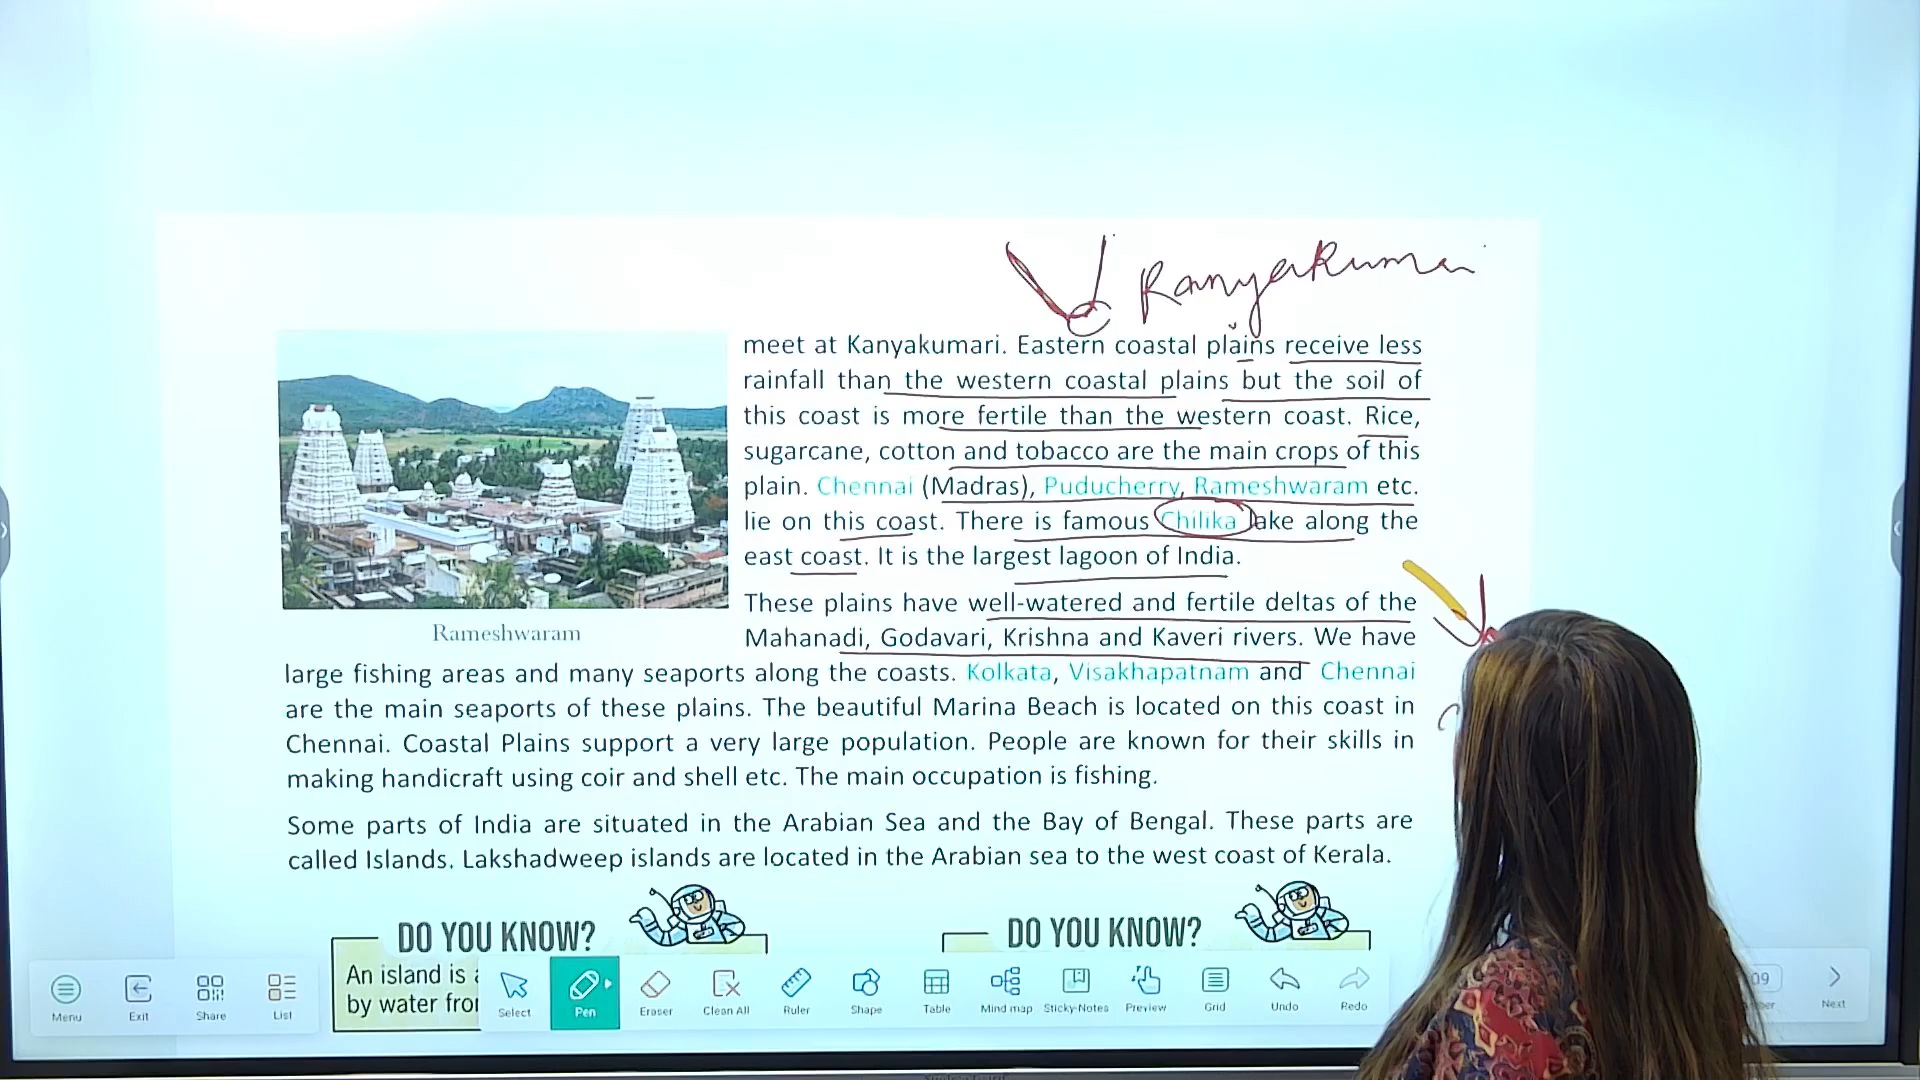 Kanyakumari
meet at Kanyakumari. Eastern coastal plains receive less
rainfall than the western coastal plains but the soil of
this coast is more fertile than the western coast. Rice,
sugarcane, cotton and tobacco are the main crops of this
plain. Chennai (Madras), Puducherry, Rameshwaram etc.
lie on this coast. There is famous Chilika lake along the
east coast. It is the largest lagoon of India.
These plains have well-watered and fertile deltas of the
Rameshwaram
Mahanadi, Godavari, Krishna and Kaveri rivers. We have
large fishing areas and many seaports along the coasts. Kolkata, Visakhapatnam and Chennai
are the main seaports of these plains. The beautiful Marina Beach is located on this coast in
Chennai. Coastal Plains support a very large population. People are known for their skills in
making handicraft using coir and shell etc. The main occupation is fishing.
Some parts of India are situated in the Arabian Sea and the Bay of Bengal. These parts are
called Islands. Lakshadweep islands are located in the Arabian sea to the west coast of Kerala.
DO YOU KNOW? DO YOU KNOW?
An island is
by water
Menu Exit Share List Select Pen Eraser Clean All Ruler Shape Table Mind map Sticky-Notes Preview Grid Undo Redo Next
09